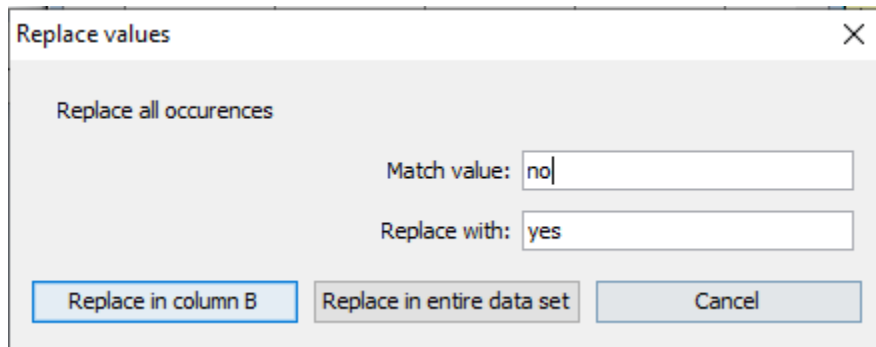 Replace values
Replace all occurences
Match value: no
Replace with: yes
Replace in column B Replace in entire data set Cancel